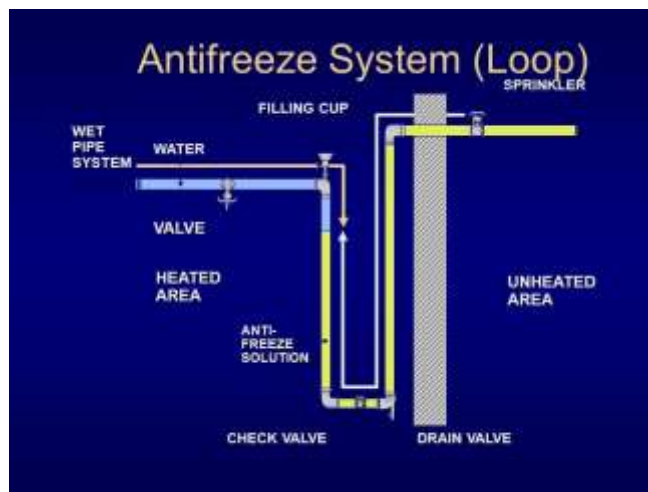 Antifreeze System (Loop)
SPRINKLER
FILLING CUP
WET
PIPE
SYSTEM
WATER
VALVE
HEATED
AREA
UNHEATED
AREA
ANTI-
FREEZE
SOLUTION
CHECK VALVE
DRAIN VALVE